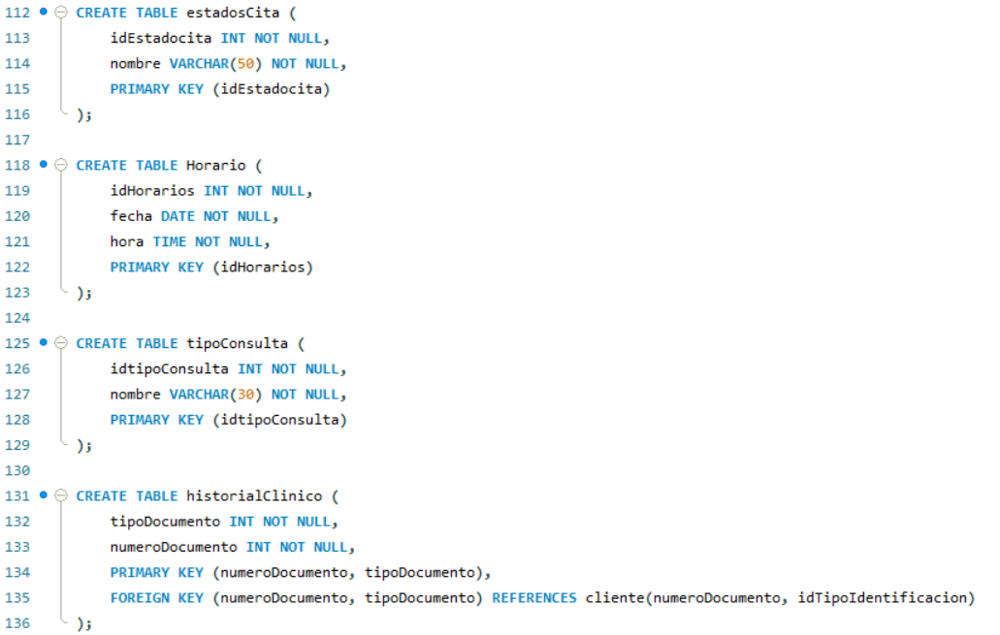 112 CREATE TABLE estadosCita (
113 idEstadocita INT NOT NULL,
114 nombre VARCHAR(50) NOT NULL,
115 PRIMARY KEY (idEstadocita)
116 );
117
118 CREATE TABLE Horario (
119 idHorarios INT NOT NULL,
120 fecha DATE NOT NULL,
121 hora TIME NOT NULL,
122 PRIMARY KEY (idHorarios)
123 );
124
125 CREATE TABLE tipoConsulta (
126 idtipoConsulta INT NOT NULL,
127 nombre VARCHAR(30) NOT NULL,
128 PRIMARY KEY (idtipoConsulta)
129 );
130
131 CREATE TABLE historialClinico (
132 tipoDocumento INT NOT NULL,
133 numeroDocumento INT NOT NULL,
134 PRIMARY KEY (numeroDocumento, tipoDocumento),
135 FOREIGN KEY (numeroDocumento, tipoDocumento) REFERENCES cliente(numeroDocumento, idTipoIdentificacion)
136 );